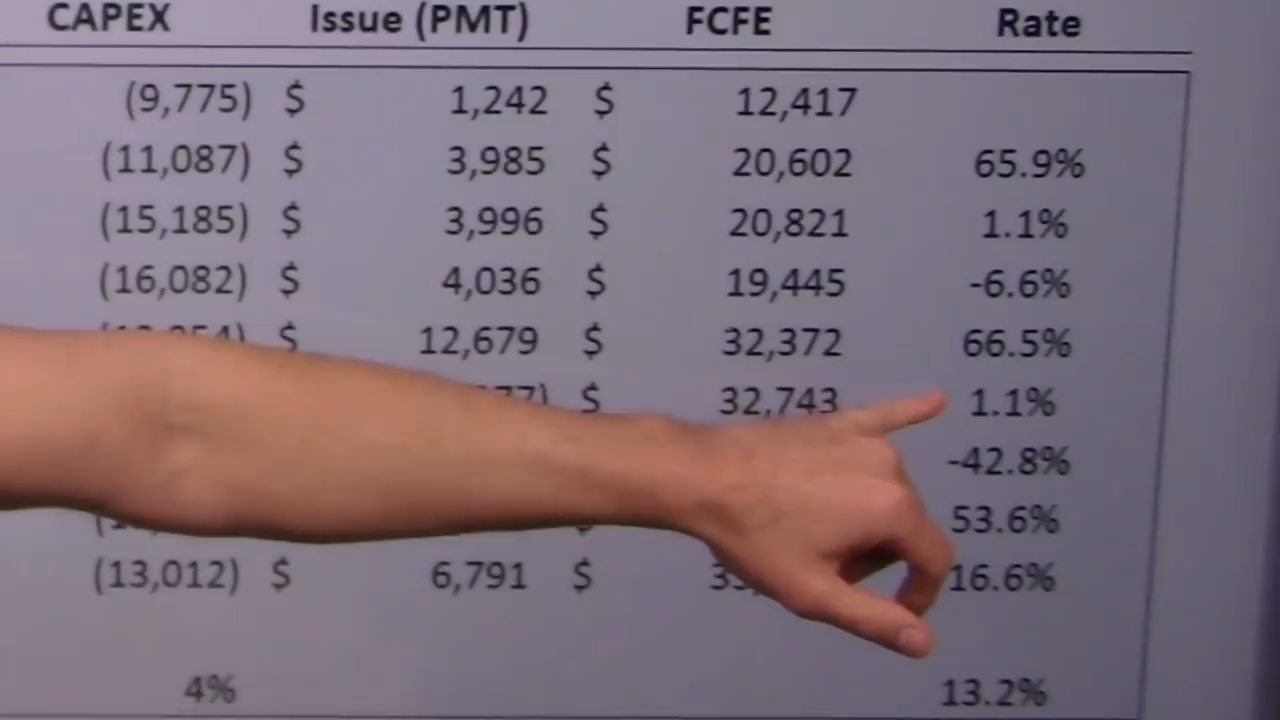 CAPEX Issue (PMT) FCFE Rate
(9,775) $ 1,242 $ 12,417
(11,087) $ 3,985 $ 20,602 65.9%
(15,185) $ 3,996 $ 20,821 1.1%
(16,082) $ 4,036 $ 19,445 -6.6%
$ 12,679 $ 32,372 66.5%
$ 32,743 1.1%
-42.8%
53.6%
(13,012) $ 6,791 $ 16.6%
4% 13.2%